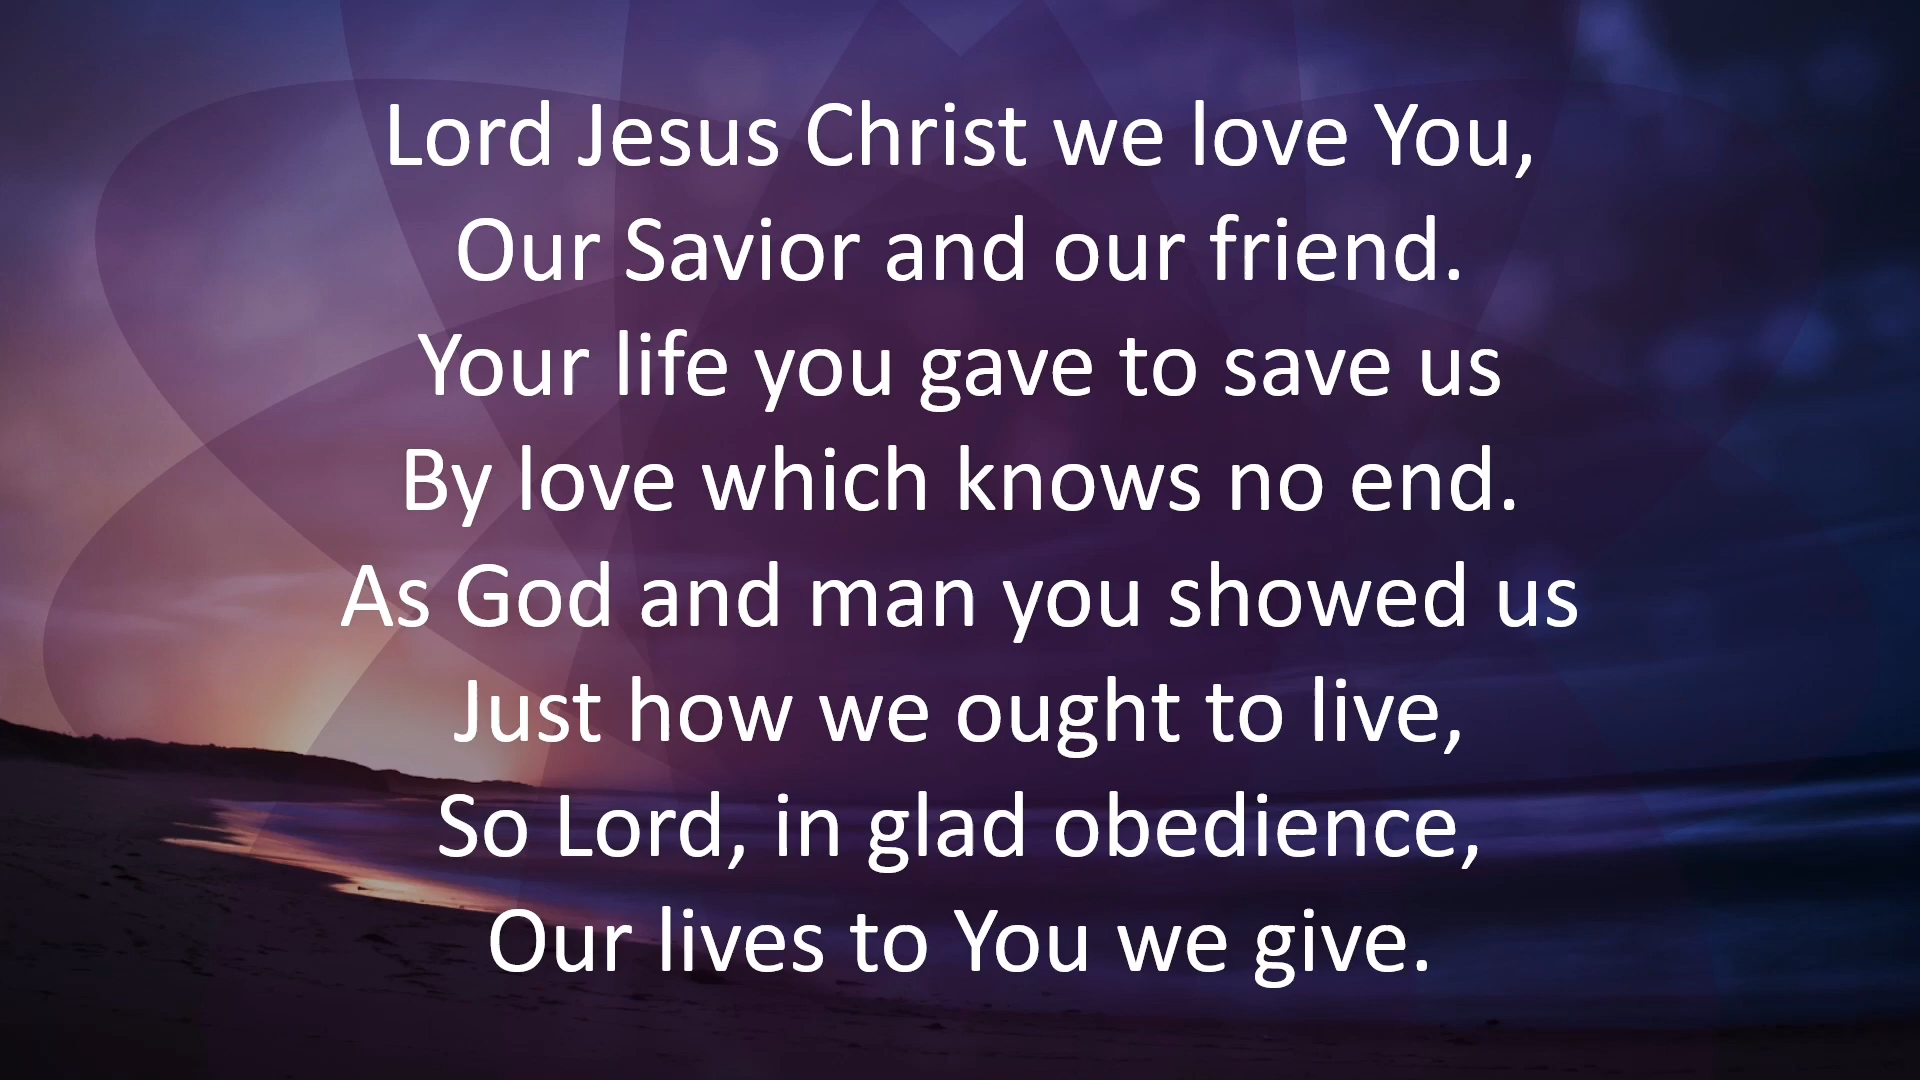 Lord Jesus Christ we love You,
Our Savior and our friend.
Your life you gave to save us
By love which knows no end.
As God and man you showed us
Just how we ought to live,
So Lord, in glad obedience,
Our lives to You we give.